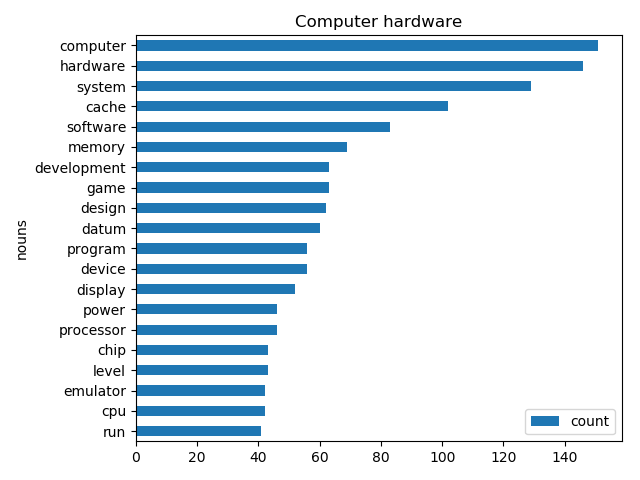 Computer hardware
computer
hardware
system
cache
software
memory
development
game
design
datum
program
device
display
power
processor
chip
level
emulator
cpu
run
nouns
count
0 20 40 60 80 100 120 140